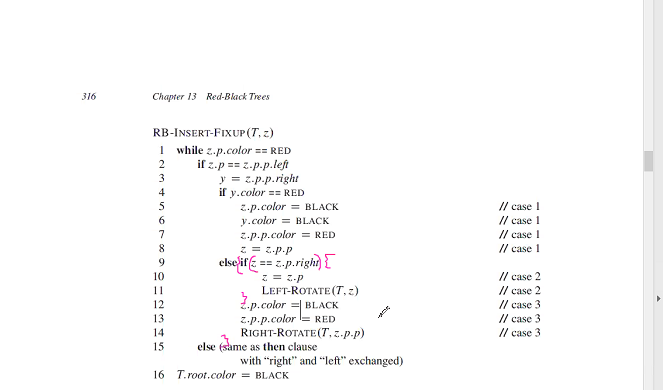 316 Chapter 13 Red-Black Trees
RB-INSERT-FIXUP(T, z)
1 while z.p.color == RED
2 if z.p == z.p.p.left
3 y = z.p.p.right
4 if y.color == RED
5 z.p.color = BLACK // case 1
6 y.color = BLACK // case 1
7 z.p.p.color = RED // case 1
8 z = z.p.p // case 1
9 else{ if(z == z.p.right){
10 z = z.p // case 2
11 LEFT-ROTATE(T, z) // case 2
}
12 z.p.color = BLACK // case 3
13 z.p.p.color = RED // case 3
14 RIGHT-ROTATE(T, z.p.p) // case 3
}
15 else (same as then clause
with “right” and “left” exchanged)
16 T.root.color = BLACK